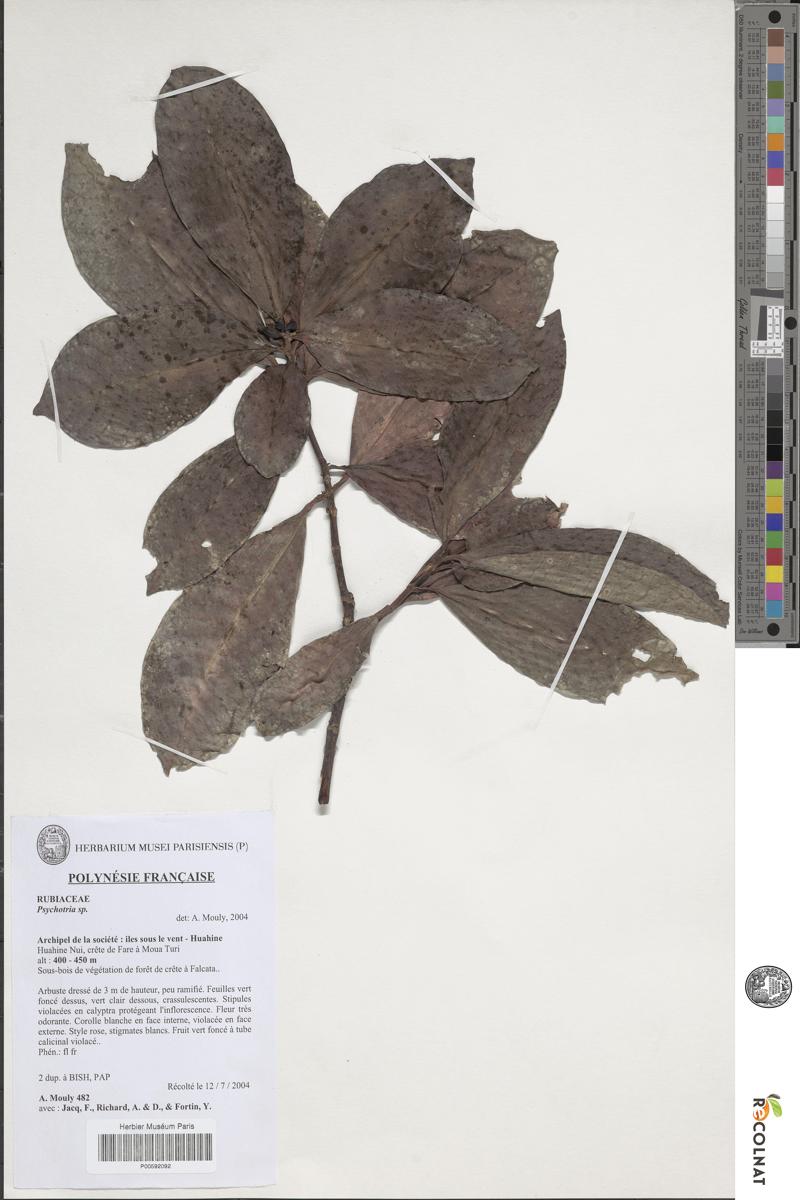 HERBARIUM MUSEI PARISIENSIS (P)
POLYNÉSIE FRANÇAISE
RUBIACEAE
Psychotria sp.
det: A. Mouly, 2004
Archipel de la société : iles sous le vent - Huahine
Huahine Nui, crête de Fare à Moua Turi
alt : 400 - 450 m
Sous-bois de végétation de forêt de crête à Falcata..
Arbuste dressé de 3 m de hauteur, peu ramifié. Feuilles vert
foncé dessus, vert clair dessous, crassulescentes. Stipules
violacées en calyptra protégeant l'inflorescence. Fleur très
odorante. Corolle blanche en face interne, violacée en face
externe. Style rose, stigmates blancs. Fruit vert foncé à tube
calicinal violacé..
Phén.: fl fr
2 dup. à BISH, PAP
Récolté le 12 / 7 / 2004
A. Mouly 482
avec : Jacq, F., Richard, A. & D., & Fortin, Y.
Herbier Muséum Paris
P00592092
Golden Thread
RECOLNAT